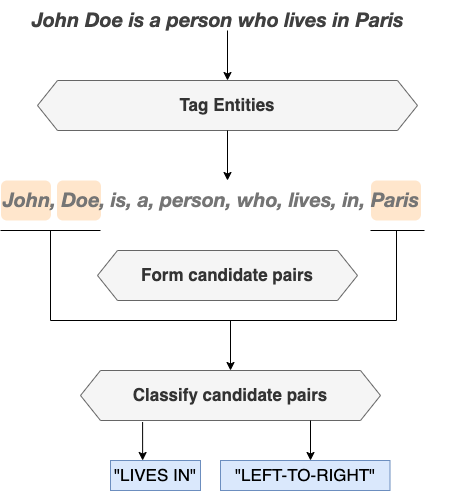 John Doe is a person who lives in Paris
Tag Entities
John, Doe, is, a, person, who, lives, in, Paris
Form candidate pairs
Classify candidate pairs
"LIVES IN" "LEFT-TO-RIGHT"